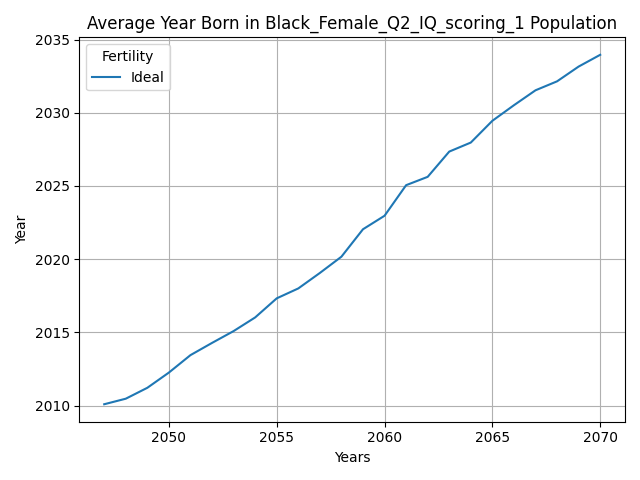 Average Year Born in Black_Female_Q2_IQ_scoring_1 Population
Fertility
Ideal
2035
2030
2025
2020
2015
2010
Year
2050 2055 2060 2065 2070
Years